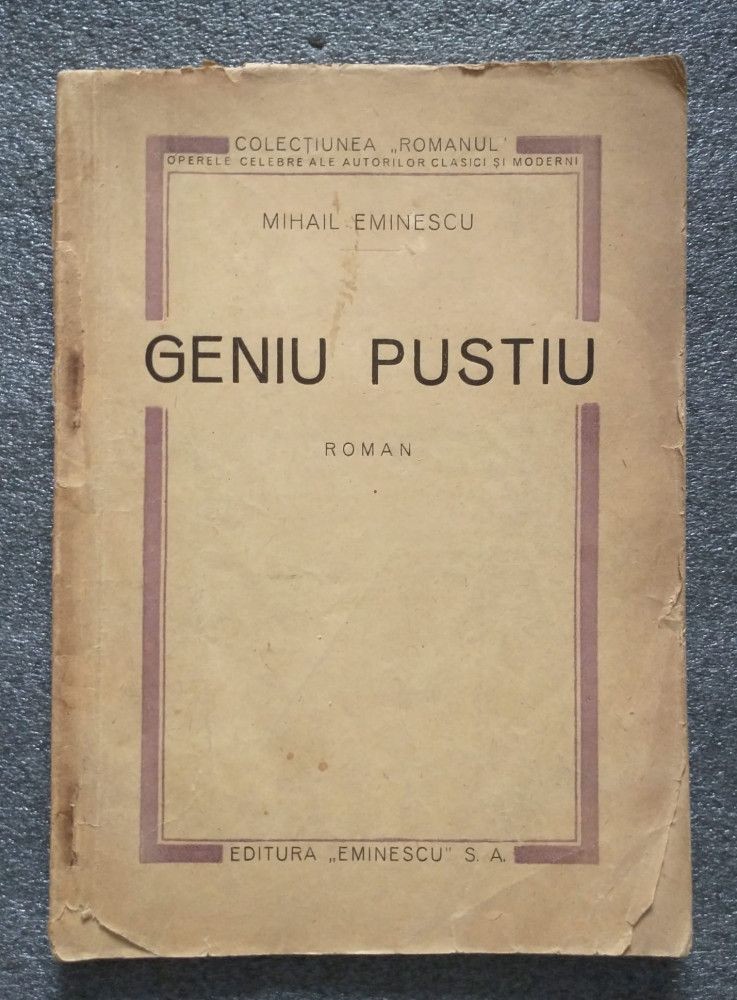 COLECȚIUNEA „ROMANUL'
OPERELE CELEBRE ALE AUTORILOR CLASICI ȘI MODERNI
MIHAIL EMINESCU
GENIU PUSTIU
ROMAN
EDITURA „EMINESCU" S. A.